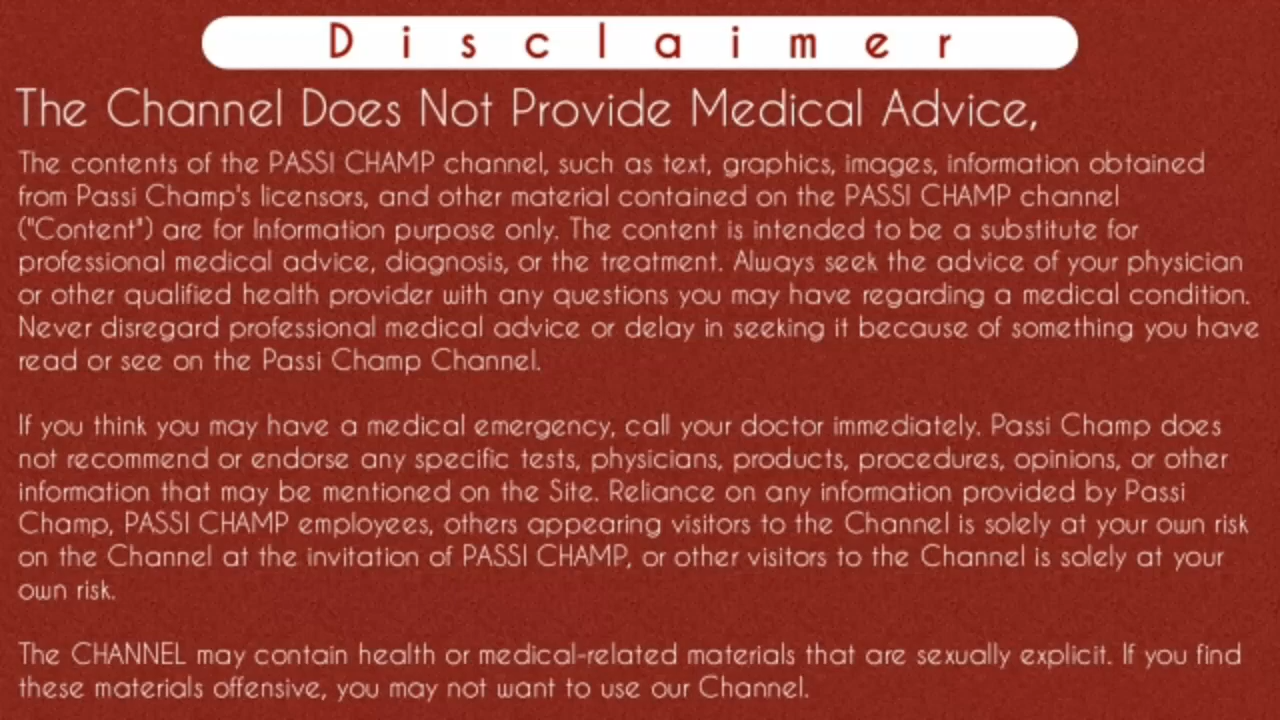 Disclaimer
The Channel Does Not Provide Medical Advice,
The contents of the PASSI CHAMP channel, such as text, graphics, images, information obtained
from Passi Champ's licensors, and other material contained on the PASSI CHAMP channel
("Content") are for Information purpose only. The content is intended to be a substitute for
professional medical advice, diagnosis, or the treatment. Always seek the advice of your physician
or other qualified health provider with any questions you may have regarding a medical condition.
Never disregard professional medical advice or delay in seeking it because of something you have
read or see on the Passi Champ Channel.
If you think you may have a medical emergency, call your doctor immediately. Passi Champ does
not recommend or endorse any specific tests, physicians, products, procedures, opinions, or other
information that may be mentioned on the Site. Reliance on any information provided by Passi
Champ, PASSI CHAMP employees, others appearing visitors to the Channel is solely at your own risk
on the Channel at the invitation of PASSI CHAMP, or other visitors to the Channel is solely at your
own risk.
The CHANNEL may contain health or medical-related materials that are sexually explicit. If you find
these materials offensive, you may not want to use our Channel.